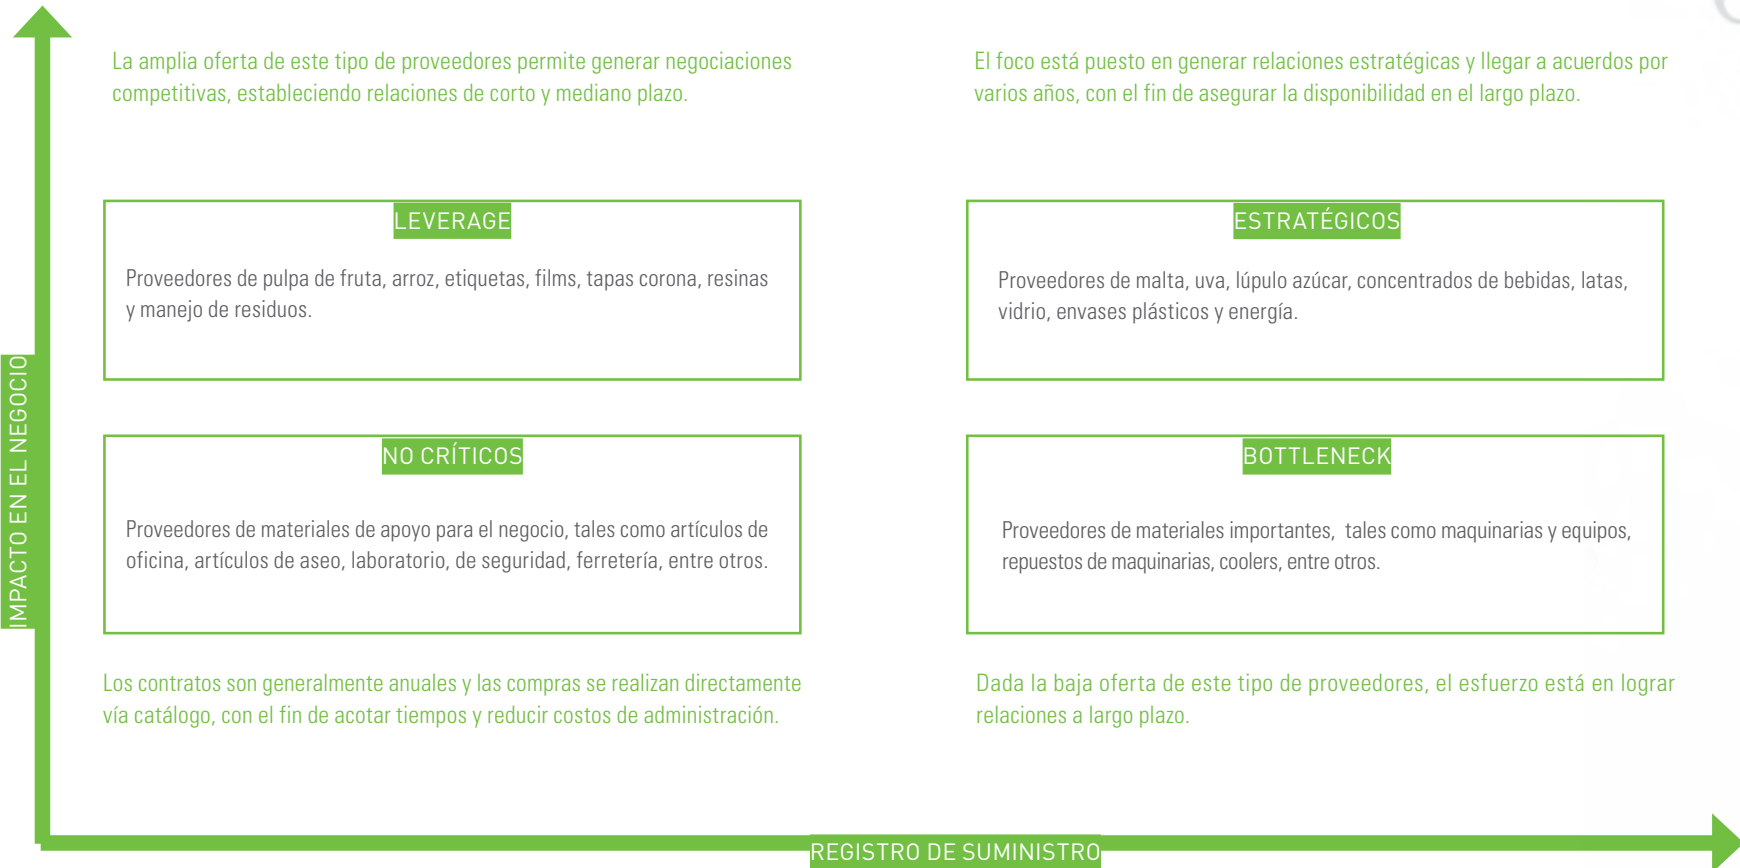 La amplia oferta de este tipo de proveedores permite generar negociaciones
competitivas, estableciendo relaciones de corto y mediano plazo.
El foco está puesto en generar relaciones estratégicas y llegar a acuerdos por
varios años, con el fin de asegurar la disponibilidad en el largo plazo.
LEVERAGE
Proveedores de pulpa de fruta, arroz, etiquetas, films, tapas corona, resinas
y manejo de residuos.
ESTRATÉGICOS
Proveedores de malta, uva, lúpulo azúcar, concentrados de bebidas, latas,
vidrio, envases plásticos y energía.
IMPACTO EN EL NEGOCIO
NO CRÍTICOS
Proveedores de materiales de apoyo para el negocio, tales como artículos de
oficina, artículos de aseo, laboratorio, de seguridad, ferretería, entre otros.
BOTTLENECK
Proveedores de materiales importantes, tales como maquinarias y equipos,
repuestos de maquinarias, coolers, entre otros.
Los contratos son generalmente anuales y las compras se realizan directamente
vía catálogo, con el fin de acotar tiempos y reducir costos de administración.
Dada la baja oferta de este tipo de proveedores, el esfuerzo está en lograr
relaciones a largo plazo.
REGISTRO DE SUMINISTRO